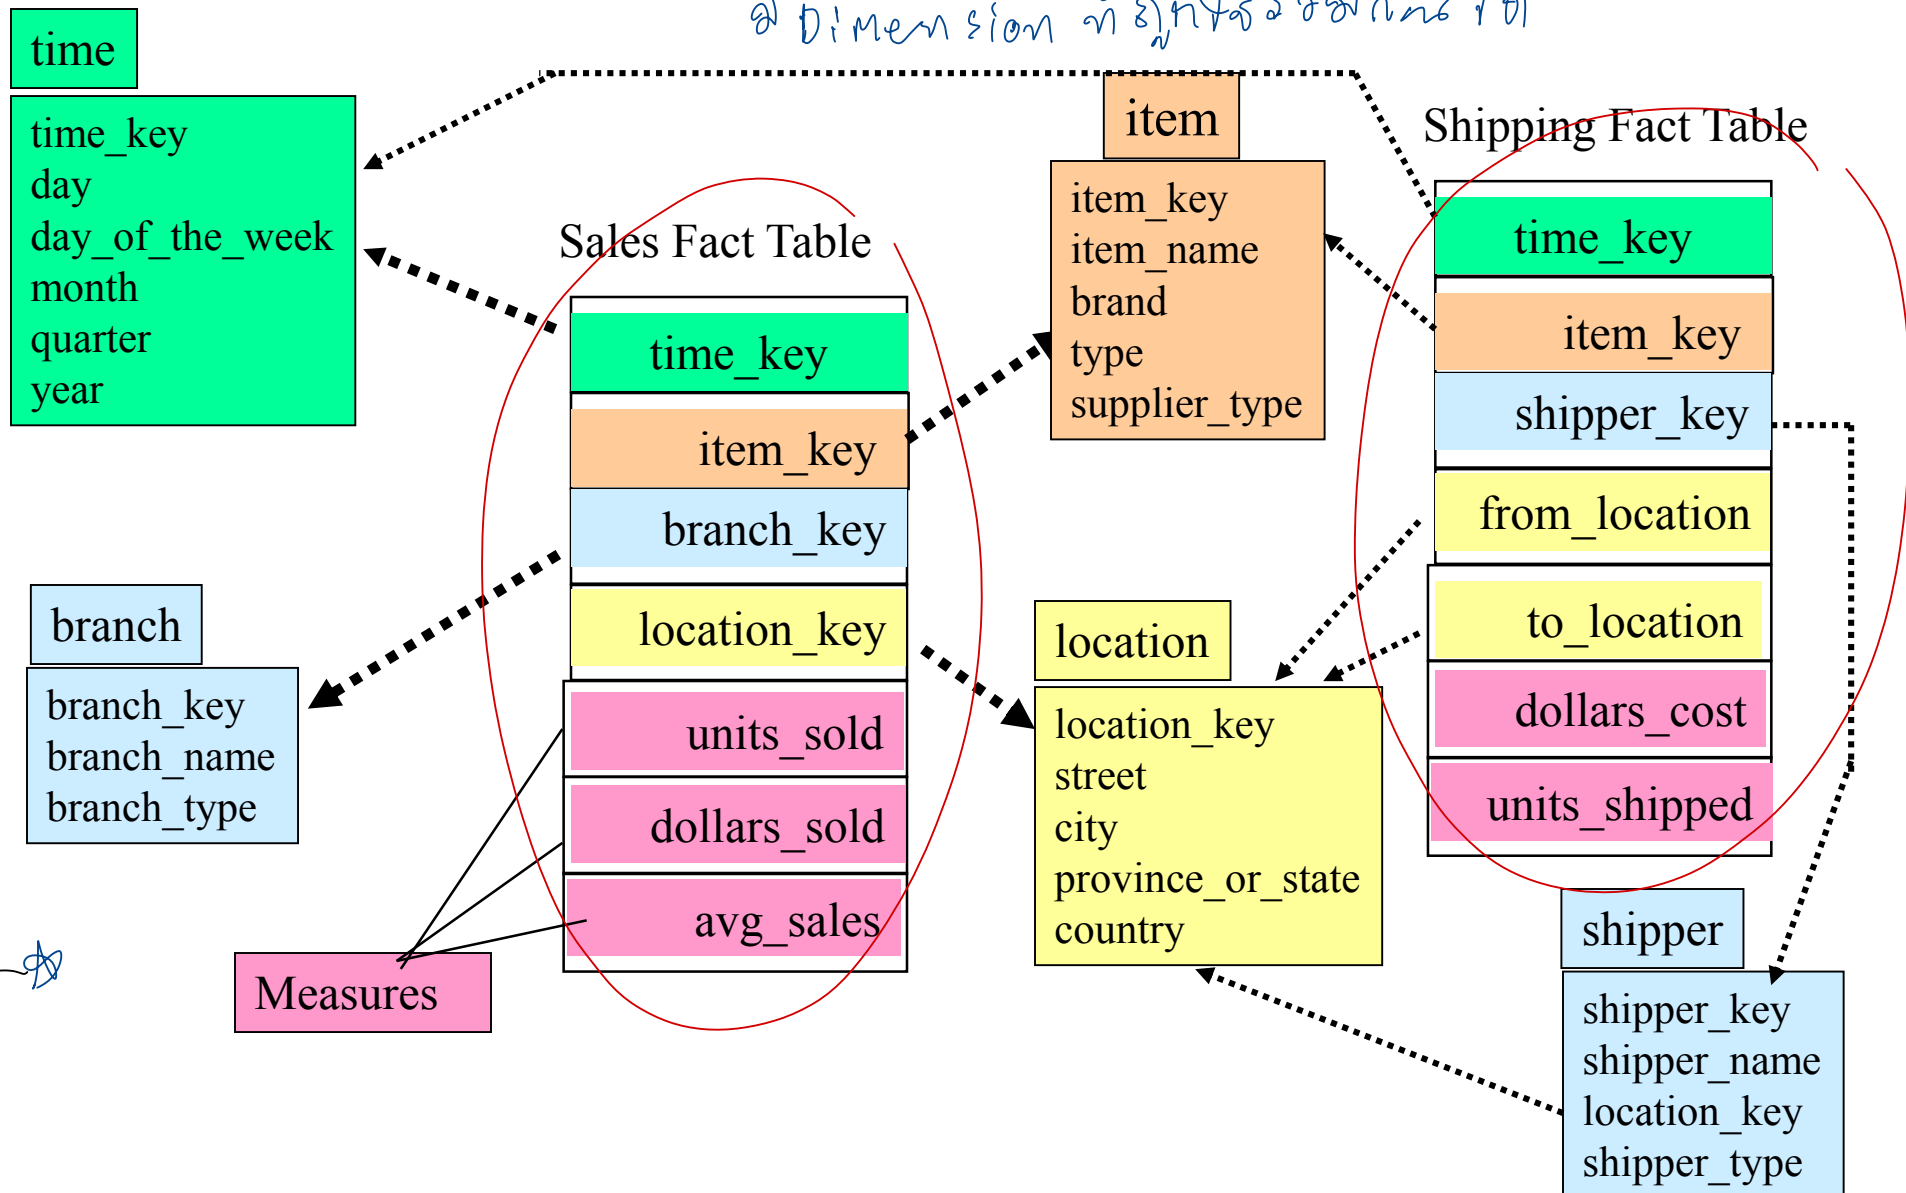 Dimension
time
time_key
day
day_of_the_week
month
quarter
year
Sales Fact Table
time_key
item_key
branch_key
location_key
units_sold
dollars_sold
avg_sales
Measures
branch
branch_key
branch_name
branch_type
item
item_key
item_name
brand
type
supplier_type
location
location_key
street
city
province_or_state
country
Shipping Fact Table
time_key
item_key
shipper_key
from_location
to_location
dollars_cost
units_shipped
shipper
shipper_key
shipper_name
location_key
shipper_type